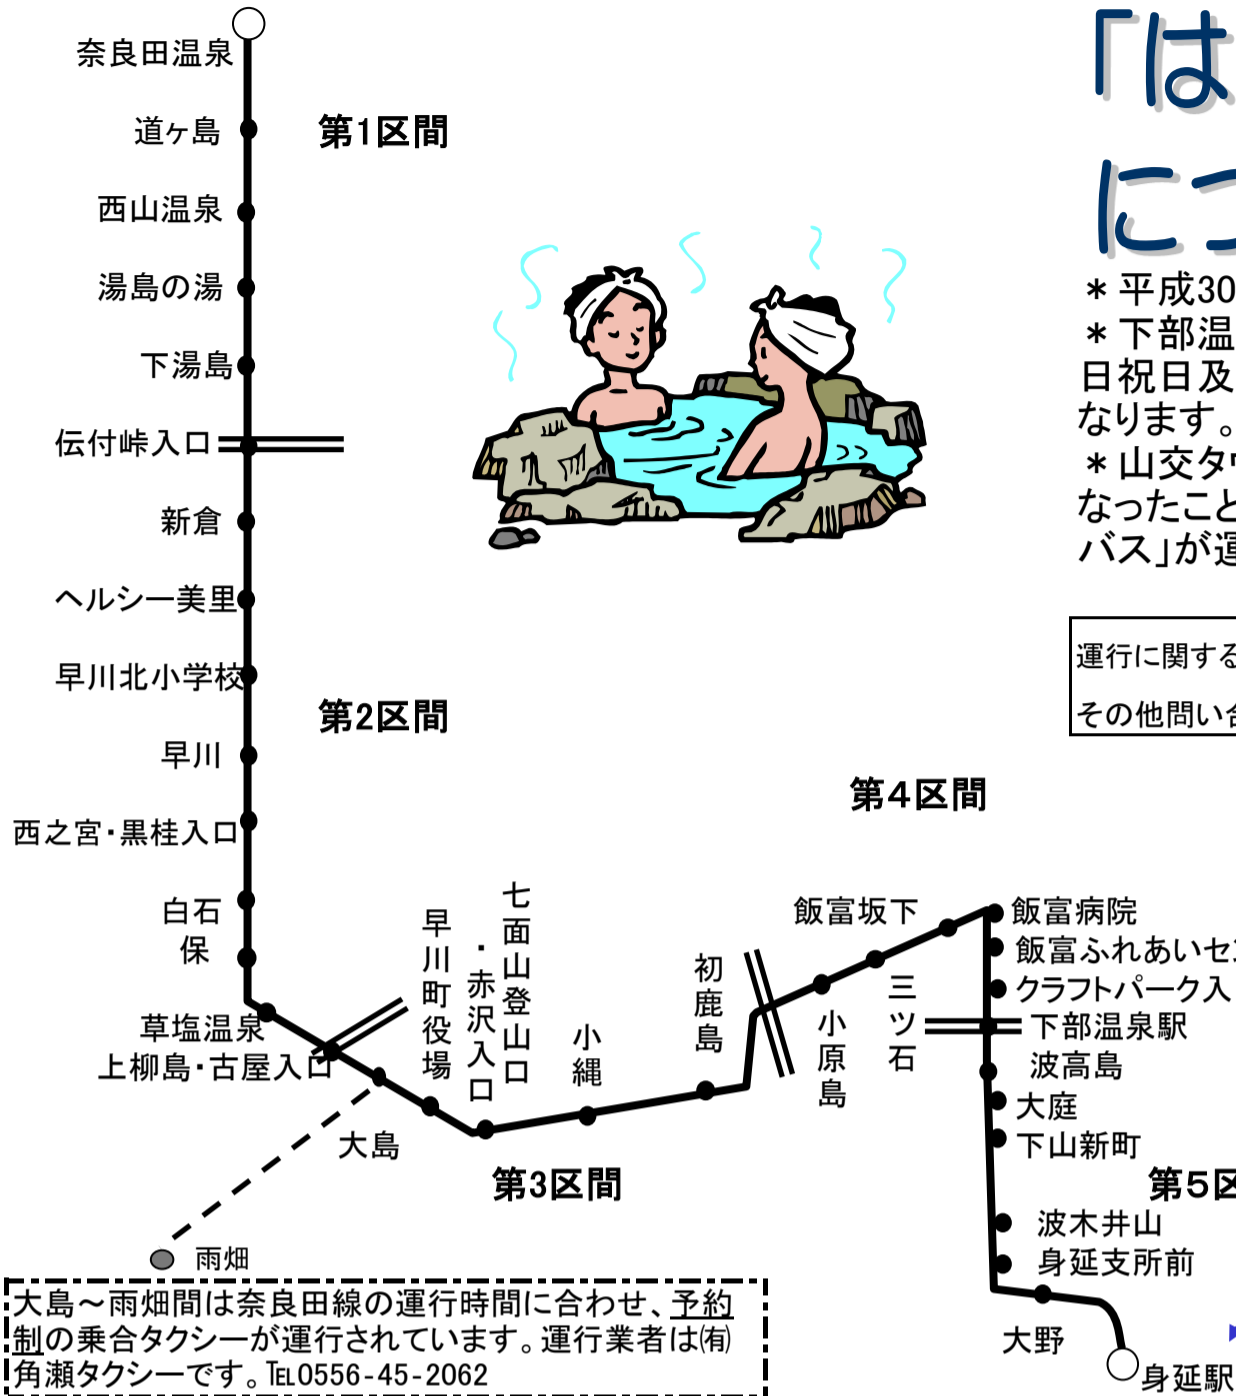 奈良田温泉
道ヶ島
第1区間
西山温泉
湯島の湯
下湯島
伝付峠入口
新倉
ヘルシー美里
早川北小学校
第2区間
早川
西之宮・黒桂入口
白石
保
草塩温泉
上柳島・古屋入口
大島
早川町役場
・赤沢入口
七面山登山口
小縄
初鹿島
第3区間
小原島
三ツ石
飯富坂下
第4区間
飯富病院
飯富ふれあいセ
クラフトパーク入
下部温泉駅
波高島
大庭
下山新町
第5区
波木井山
身延支所前
大野
身延駅
雨畑
大島～雨畑間は奈良田線の運行時間に合わせ、予約
制の乗合タクシーが運行されています。運行業者は㈲
角瀬タクシーです。℡0556-45-2062
「は
につ
＊平成30
＊下部温
日祝日及
なります。
＊山交タ
なったこと
バス」が運
運行に関する
その他問い合